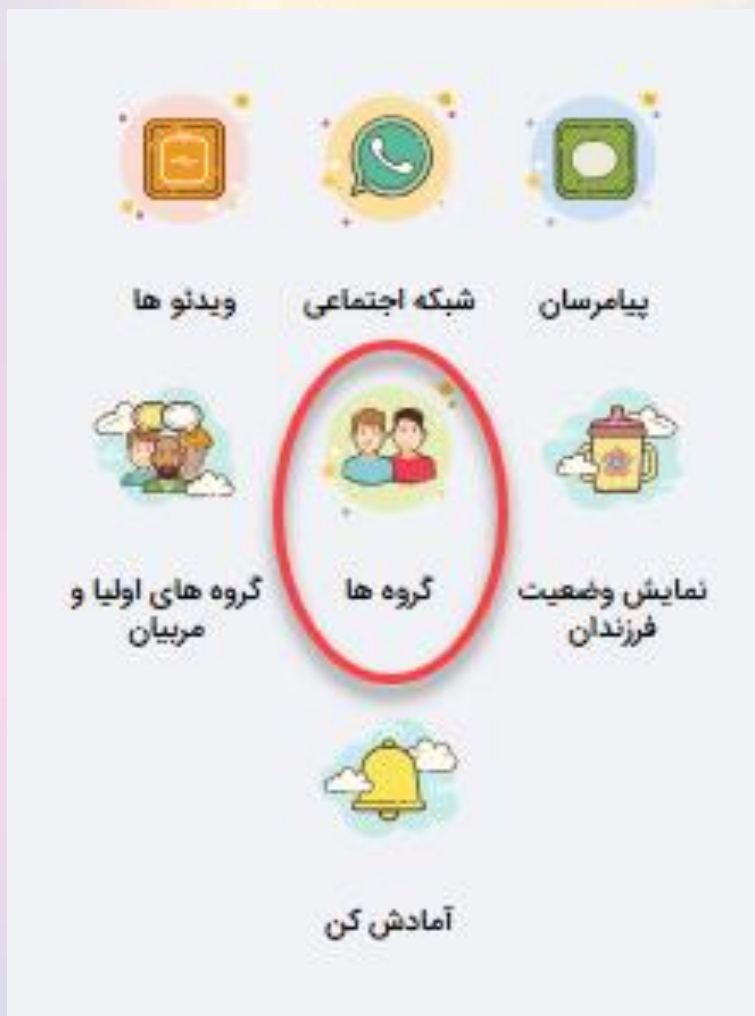 پیامرسان
شبکه اجتماعی
ویدئو ها
نمایش وضعیت
فرزندان
گروه ها
گروه های اولیا و
مربیان
آمادش کن